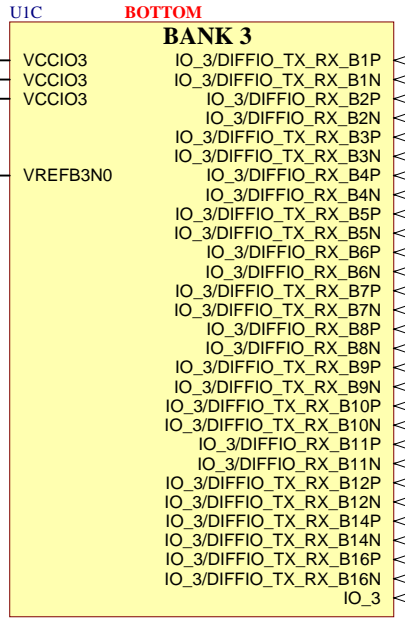 U1C BOTTOM
BANK 3
VCCIO3 IO_3/DIFFIO_TX_RX_B1P
VCCIO3 IO_3/DIFFIO_TX_RX_B1N
VCCIO3 IO_3/DIFFIO_RX_B2P
IO_3/DIFFIO_RX_B2N
IO_3/DIFFIO_TX_RX_B3P
IO_3/DIFFIO_TX_RX_B3N
VREFB3N0 IO_3/DIFFIO_RX_B4P
IO_3/DIFFIO_RX_B4N
IO_3/DIFFIO_TX_RX_B5P
IO_3/DIFFIO_TX_RX_B5N
IO_3/DIFFIO_RX_B6P
IO_3/DIFFIO_RX_B6N
IO_3/DIFFIO_TX_RX_B7P
IO_3/DIFFIO_TX_RX_B7N
IO_3/DIFFIO_RX_B8P
IO_3/DIFFIO_RX_B8N
IO_3/DIFFIO_TX_RX_B9P
IO_3/DIFFIO_TX_RX_B9N
IO_3/DIFFIO_TX_RX_B10P
IO_3/DIFFIO_TX_RX_B10N
IO_3/DIFFIO_RX_B11P
IO_3/DIFFIO_RX_B11N
IO_3/DIFFIO_TX_RX_B12P
IO_3/DIFFIO_TX_RX_B12N
IO_3/DIFFIO_TX_RX_B14P
IO_3/DIFFIO_TX_RX_B14N
IO_3/DIFFIO_TX_RX_B16P
IO_3/DIFFIO_TX_RX_B16N
IO_3